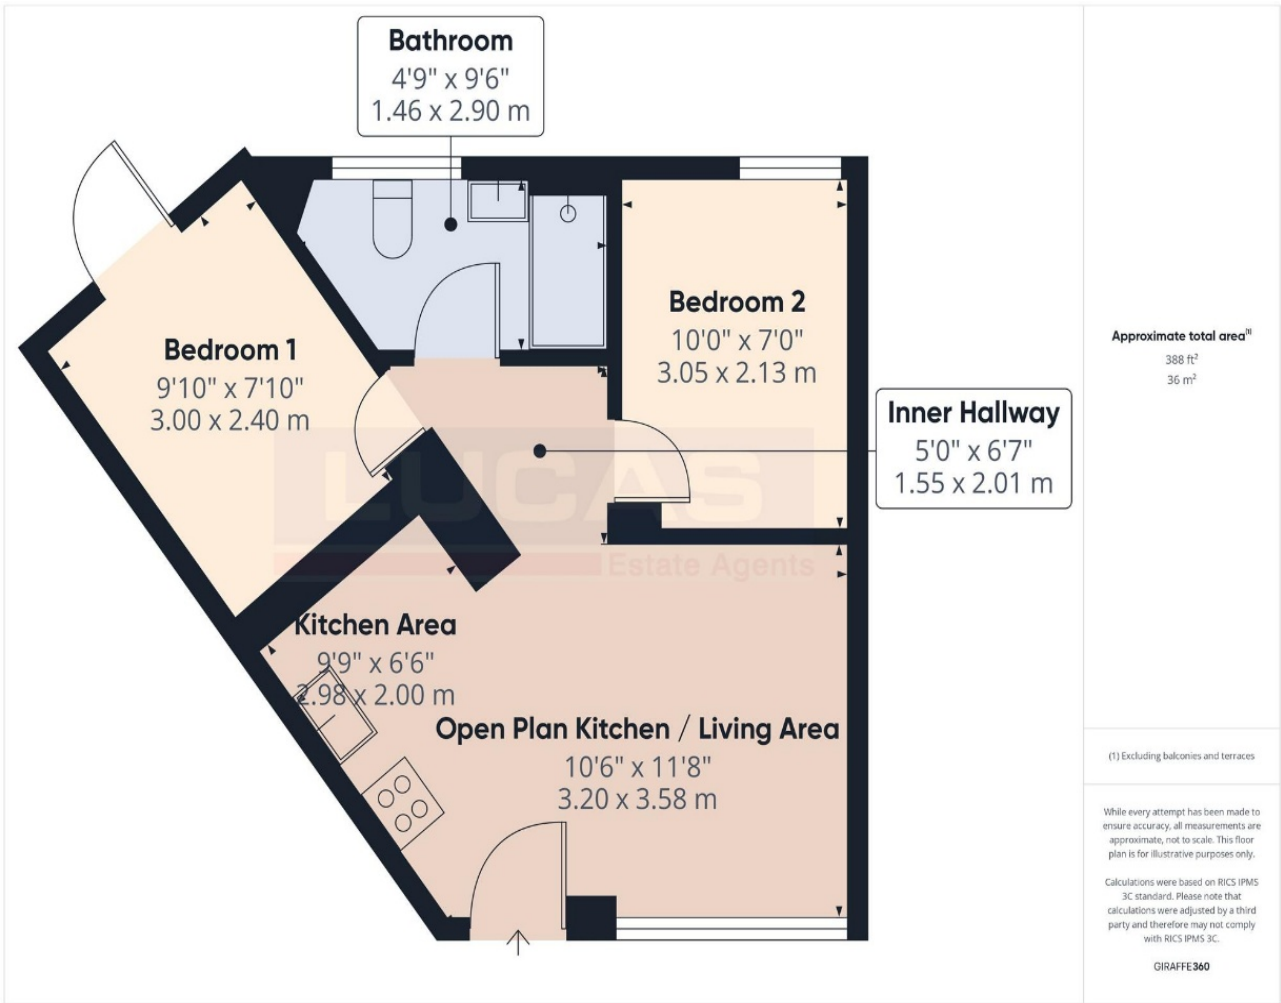 Bathroom
4'9" x 9'6"
1.46 x 2.90 m
Bedroom 1
9'10" x 7'10"
3.00 x 2.40 m
Bedroom 2
10'0" x 7'0"
3.05 x 2.13 m
Inner Hallway
5'0" x 6'7"
1.55 x 2.01 m
LUCAS
Estate Agents
Kitchen Area
9'9" x 6'6"
2.98 x 2.00 m
Open Plan Kitchen / Living Area
10'6" x 11'8"
3.20 x 3.58 m
Approximate total area⁽¹⁾
388 ft²
36 m²
(1) Excluding balconies and terraces
While every attempt has been made to
ensure accuracy, all measurements are
approximate, not to scale. This floor
plan is for illustrative purposes only.
Calculations were based on RICS IPMS
3C standard. Please note that
calculations were adjusted by a third
party and therefore may not comply
with RICS IPMS 3C.
GIRAFFE360